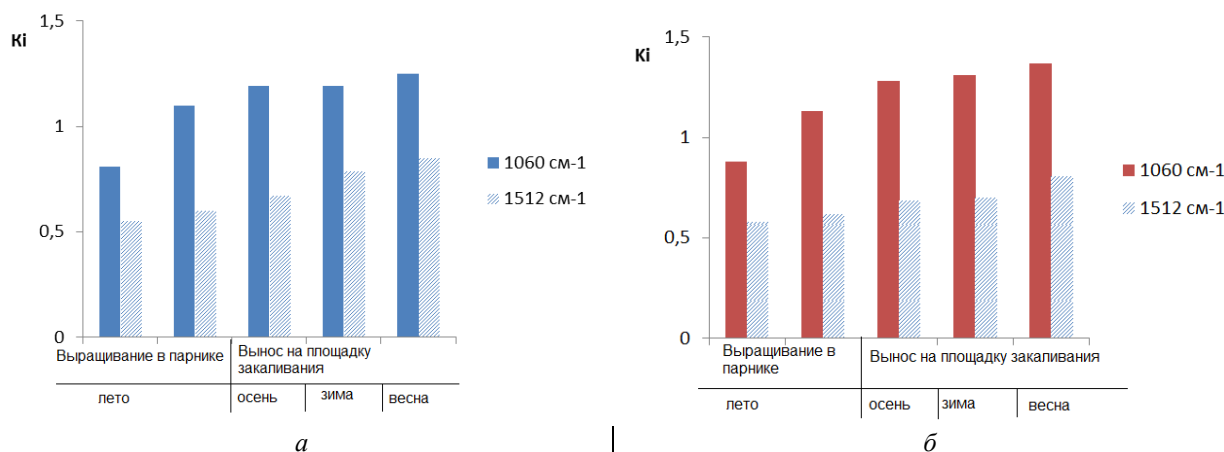 Ki
1,5
1
0,5
0
1060 см-1
1512 см-1
Выращивание в парнике
Вынос на площадку
закаливания
лето
осень
зима
весна
а
Ki
1,5
1
0,5
0
1060 см-1
1512 см-1
Выращивание в
парнике
Вынос на площадку закаливания
лето
осень
зима
весна
б